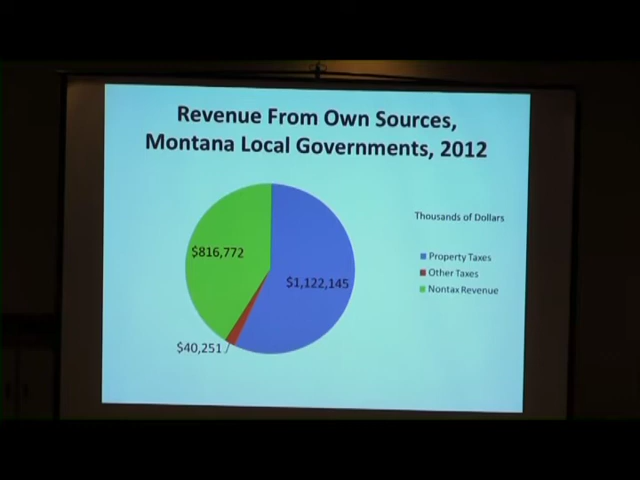 Revenue From Own Sources,
Montana Local Governments, 2012
Thousands of Dollars
$816,772
$1,122,145
$40,251
Property Taxes
Other Taxes
Nontax Revenue